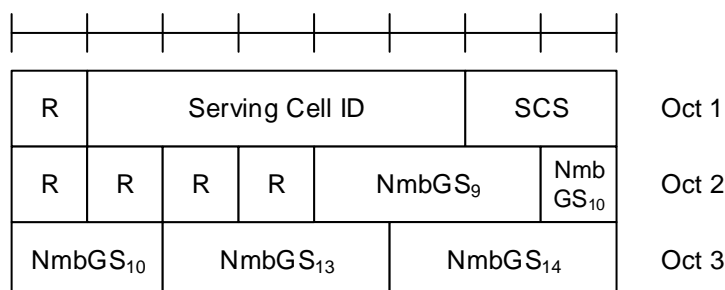 R Serving Cell ID SCS Oct 1
R R R R NmbGS₉ Nmb GS₁₀ Oct 2
NmbGS₁₀ NmbGS₁₃ NmbGS₁₄ Oct 3